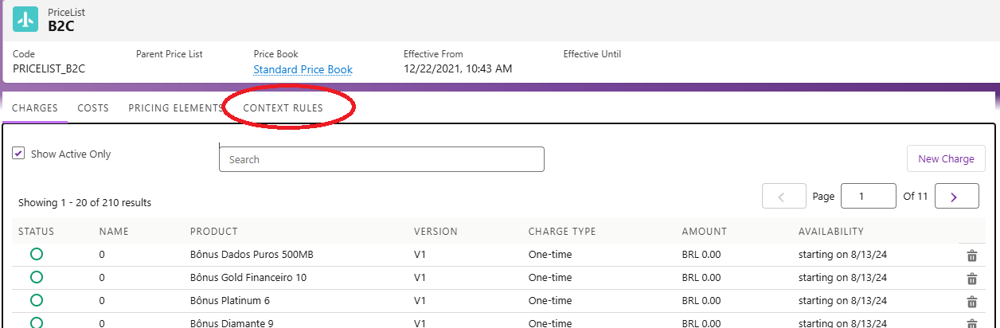 PriceList
B2C
Code Parent Price List Price Book Effective From Effective Until
PRICELIST_B2C Standard Price Book 12/22/2021, 10:43 AM
CHARGES COSTS PRICING ELEMENTS CONTEXT RULES
Show Active Only Search New Charge
Showing 1 - 20 of 210 results Page 1 Of 11
STATUS NAME PRODUCT VERSION CHARGE TYPE AMOUNT AVAILABILITY
0 Bônus Dados Puros 500MB V1 One-time BRL 0.00 starting on 8/13/24
0 Bônus Gold Financeiro 10 V1 One-time BRL 0.00 starting on 8/13/24
0 Bônus Platinum 6 V1 One-time BRL 0.00 starting on 8/13/24
0 Bônus Diamante 9 V1 One-time BRL 0.00 starting on 8/13/24